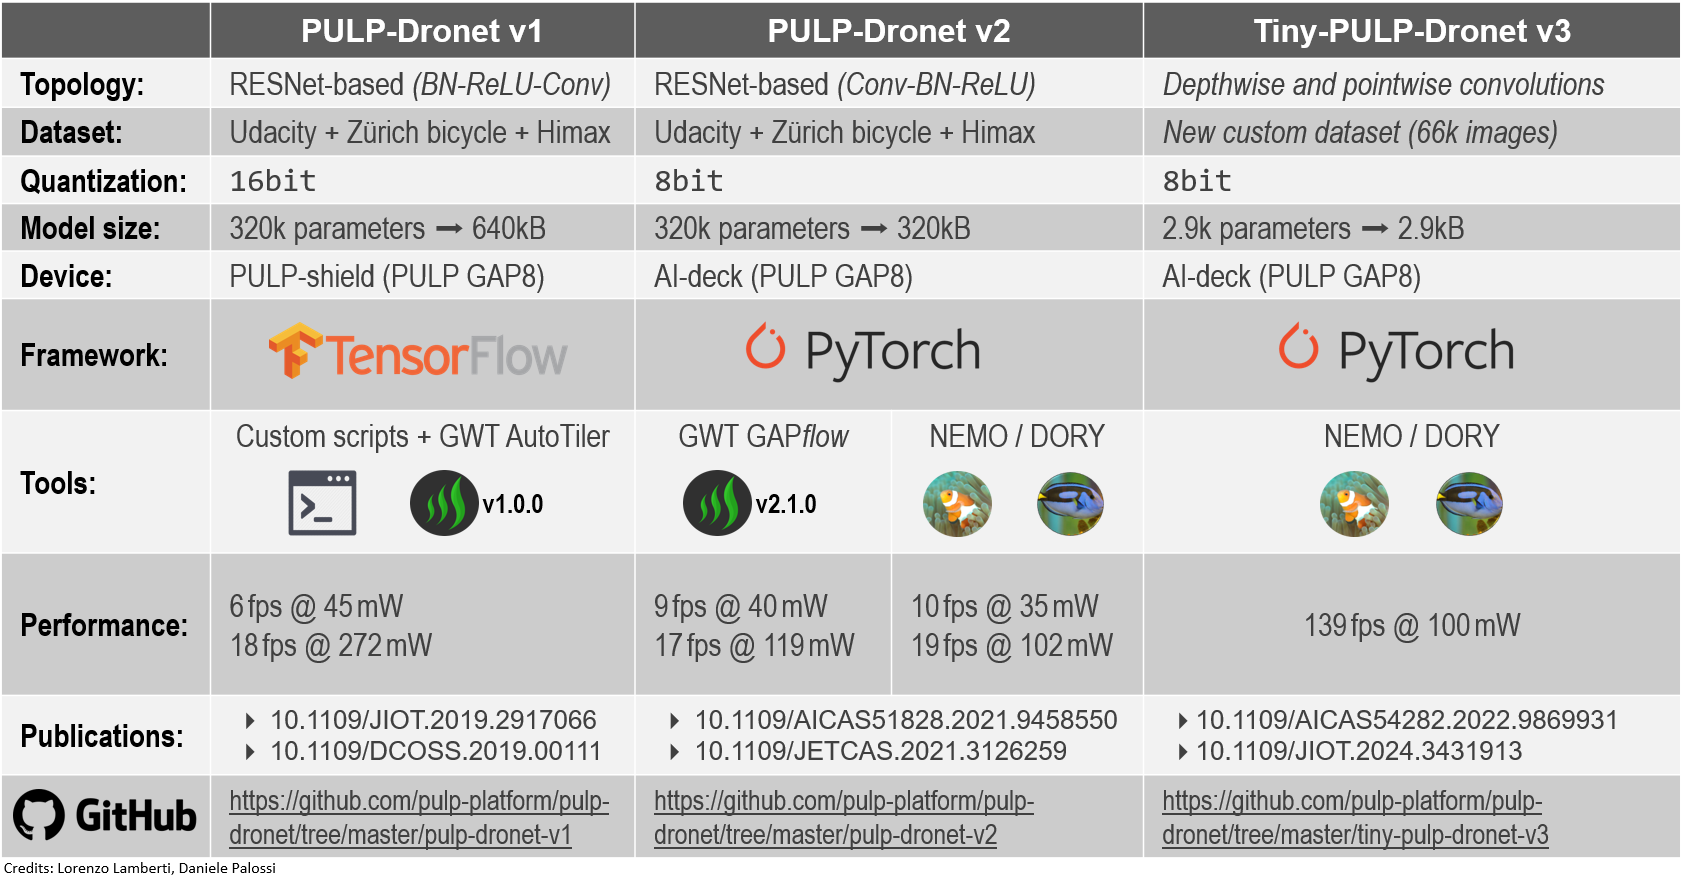 PULP-Dronet v1 PULP-Dronet v2 Tiny-PULP-Dronet v3
Topology: RESNet-based (BN-ReLU-Conv) RESNet-based (Conv-BN-ReLU) Depthwise and pointwise convolutions
Dataset: Udacity + Zürich bicycle + Himax Udacity + Zürich bicycle + Himax New custom dataset (66k images)
Quantization: 16bit 8bit 8bit
Model size: 320k parameters → 640kB 320k parameters → 320kB 2.9k parameters → 2.9kB
Device: PULP-shield (PULP GAP8) AI-deck (PULP GAP8) AI-deck (PULP GAP8)
Framework: TensorFlow PyTorch PyTorch
Custom scripts + GWT AutoTiler GWT GAPflow NEMO / DORY NEMO / DORY
Tools: >_ v1.0.0 v2.1.0
Performance:
6 fps @ 45 mW 9 fps @ 40 mW 10 fps @ 35 mW
18 fps @ 272 mW 17 fps @ 119 mW 19 fps @ 102 mW
139 fps @ 100 mW
Publications:
10.1109/JIOT.2019.2917066 10.1109/AICAS51828.2021.9458550 10.1109/AICAS54282.2022.9869931
10.1109/DCOSS.2019.00111 10.1109/JETCAS.2021.3126259 10.1109/JIOT.2024.3431913
GitHub
https://github.com/pulp-platform/pulp- https://github.com/pulp-platform/pulp- https://github.com/pulp-platform/pulp-
dronet/tree/master/pulp-dronet-v1 dronet/tree/master/pulp-dronet-v2 dronet/tree/master/tiny-pulp-dronet-v3
Credits: Lorenzo Lamberti, Daniele Palossi